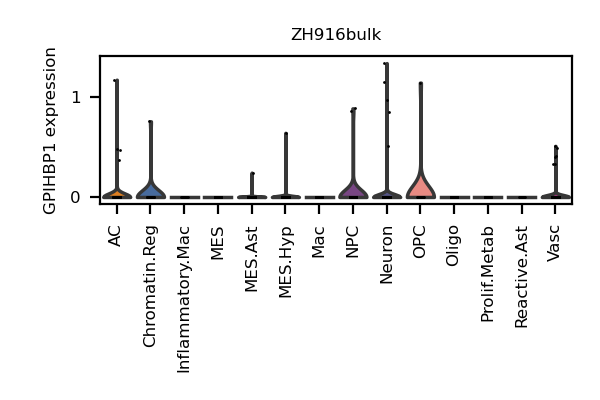 ZH916bulk
GPIHBP1 expression
1
0
AC
Chromatin.Reg
Inflammatory.Mac
MES
MES.Ast
MES.Hyp
Mac
NPC
Neuron
OPC
Oligo
Prolif.Metab
Reactive.Ast
Vasc